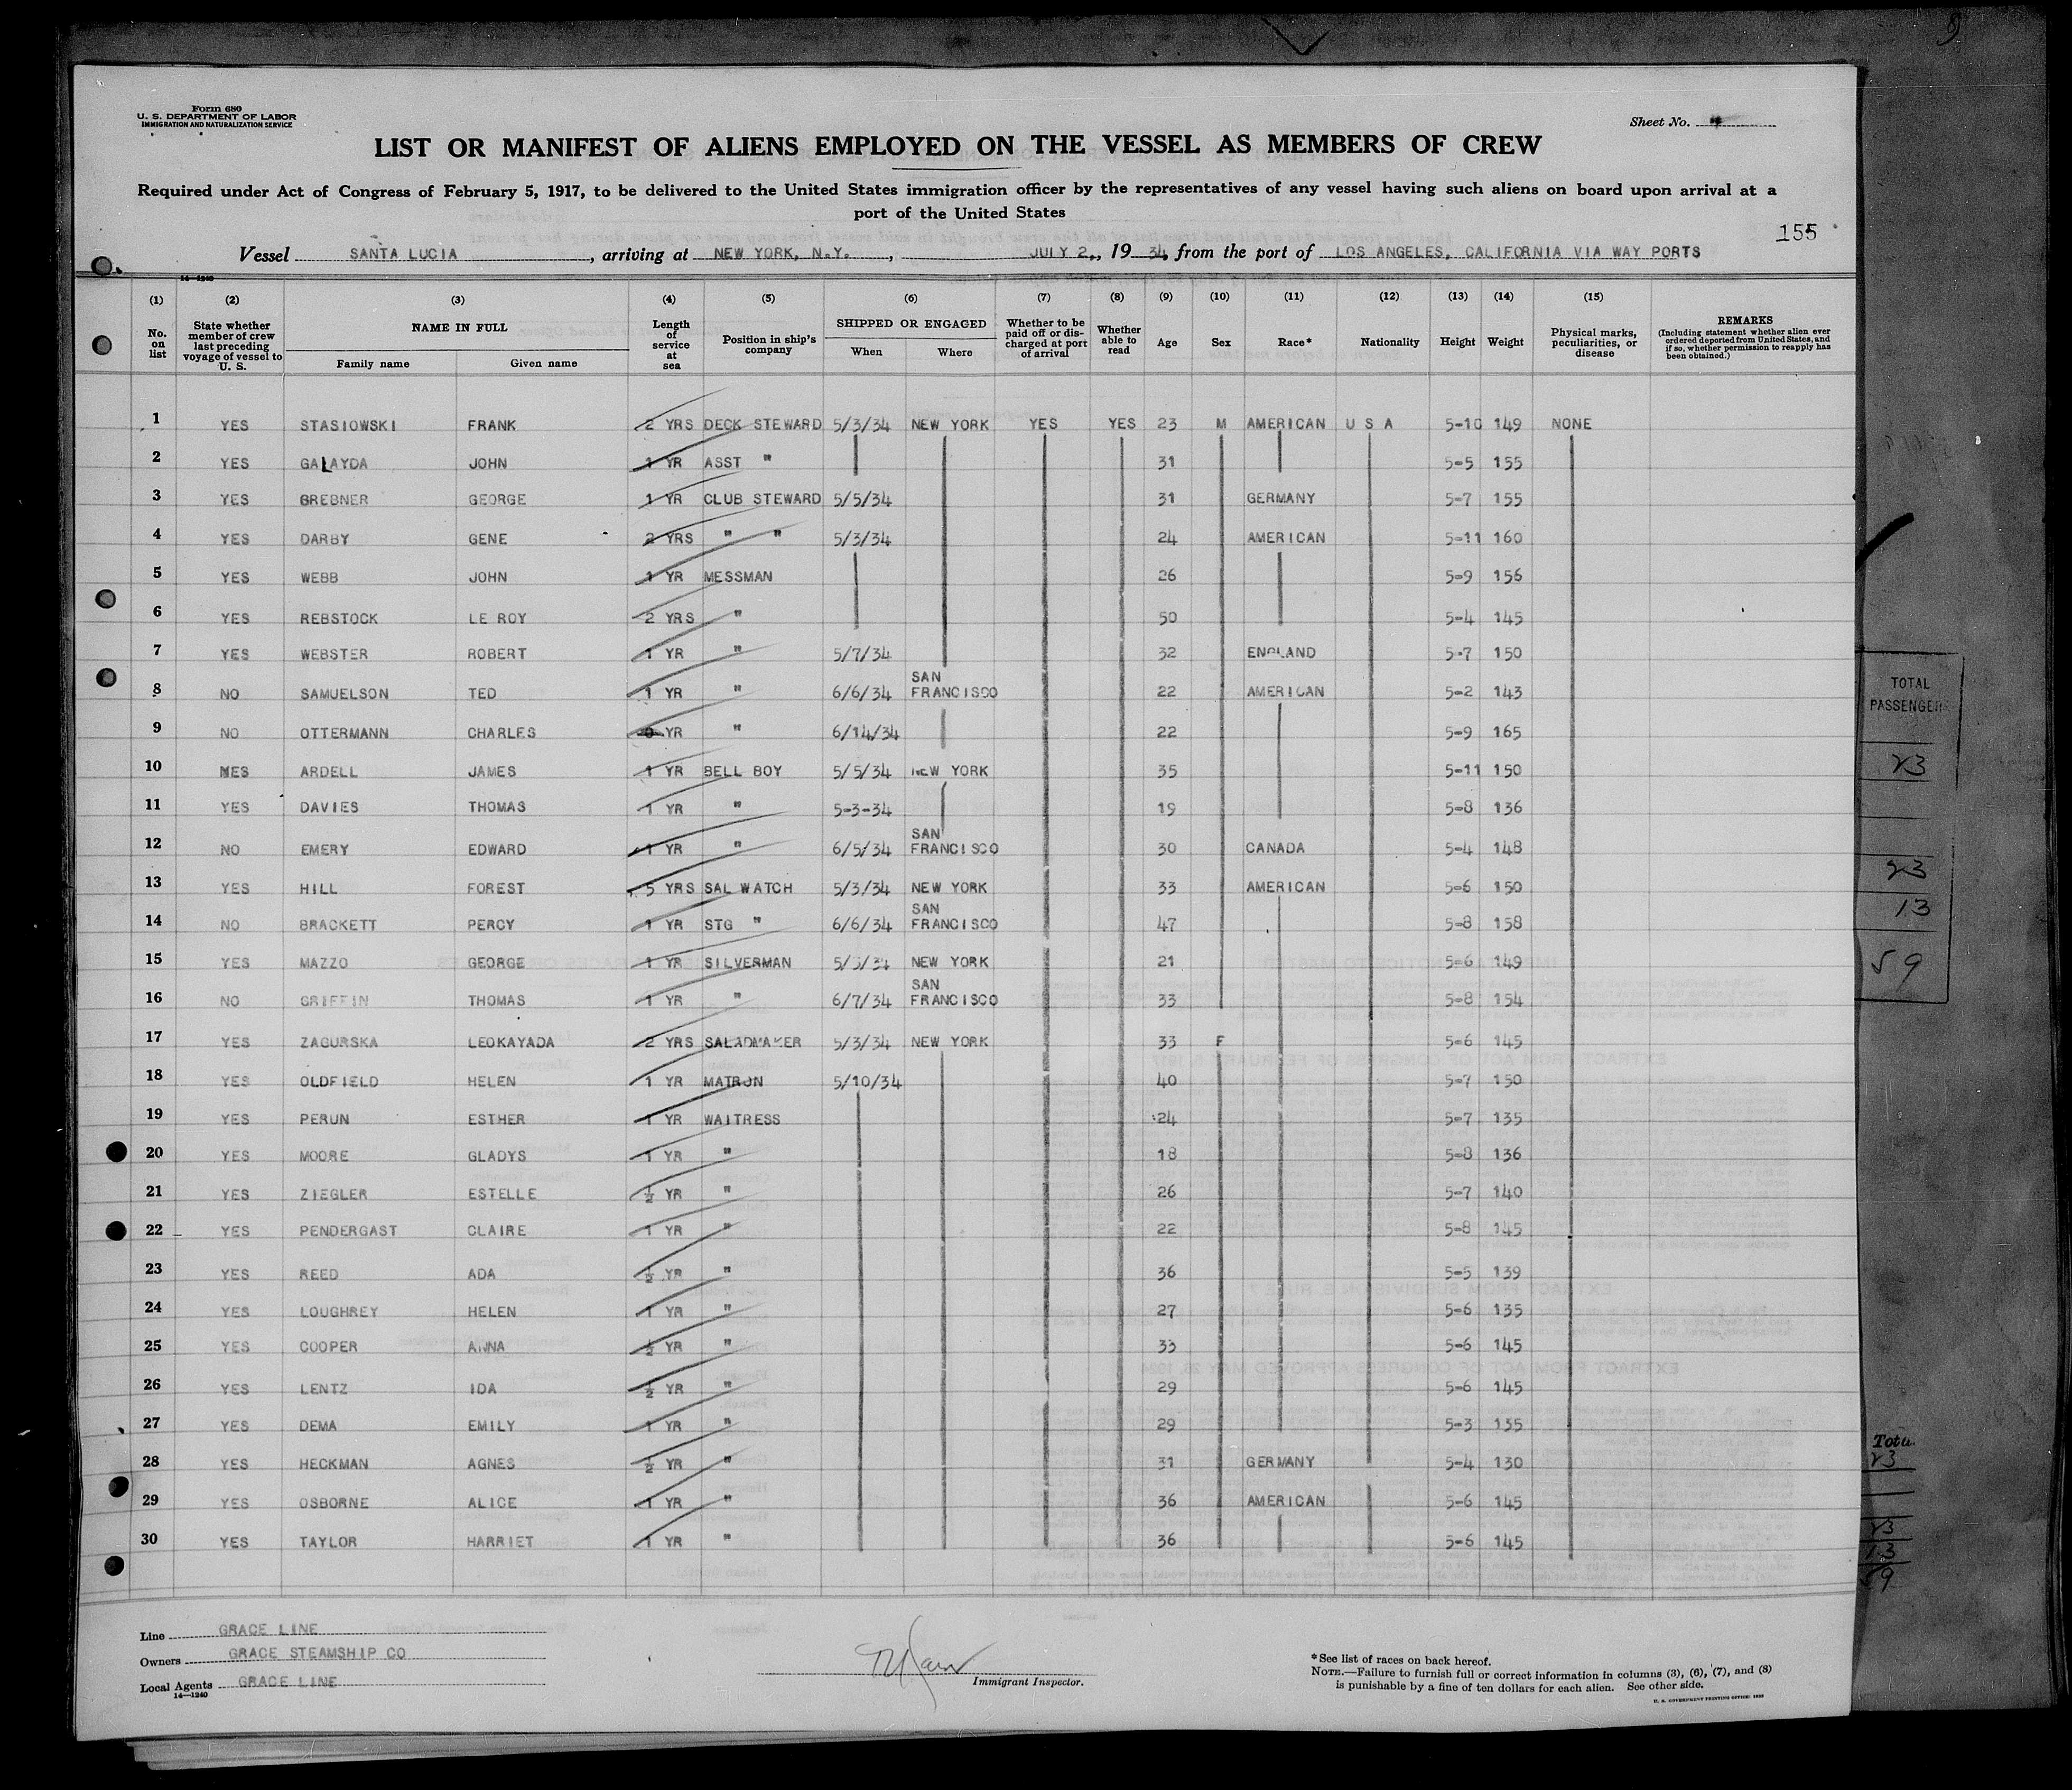 Form 680
U. S. DEPARTMENT OF LABOR
IMMIGRATION AND NATURALIZATION SERVICE
Sheet No.
LIST OR MANIFEST OF ALIENS EMPLOYED ON THE VESSEL AS MEMBERS OF CREW
Required under Act of Congress of February 5, 1917, to be delivered to the United States immigration officer by the representatives of any vessel having such aliens on board upon arrival at a
port of the United States
155
Vessel SANTA LUCIA, arriving at NEW YORK, N.Y., JULY 2., 19 34, from the port of LOS ANGELES, CALIFORNIA VIA WAY PORTS
14-1240
(1) (2) (3) (4) (5) (6) (7) (8) (9) (10) (11) (12) (13) (14) (15)
No. on list
State whether member of crew last preceding voyage of vessel to U. S.
NAME IN FULL
Family name Given name
Length of service at sea
Position in ship's company
SHIPPED OR ENGAGED
When Where
Whether to be paid off or discharged at port of arrival
Whether able to read
Age
Sex
Race*
Nationality
Height
Weight
Physical marks, peculiarities, or disease
REMARKS
(Including statement whether alien ever ordered deported from United States, and if so, whether permission to reapply has been obtained.)
1 YES STASIOWSKI FRANK 2 YRS DECK STEWARD 5/3/34 NEW YORK YES YES 23 M AMERICAN U S A 5-10 149 NONE
2 YES GALAYDA JOHN 1 YR ASST " 31 5-5 155
3 YES GREBNER GEORGE 1 YR CLUB STEWARD 5/5/34 31 GERMANY 5-7 155
4 YES DARBY GENE 2 YRS " " 5/3/34 24 AMERICAN 5-11 160
5 YES WEBB JOHN 1 YR MESSMAN 26 5-9 156
6 YES REBSTOCK LE ROY 2 YRS " 50 5-4 145
7 YES WEBSTER ROBERT 1 YR " 5/7/34 32 ENGLAND 5-7 150
8 NO SAMUELSON TED 1 YR " 6/6/34 SAN FRANCISCO 22 AMERICAN 5-2 143
9 NO OTTERMANN CHARLES YR " 6/14/34 22 5-9 165
10 MES ARDELL JAMES 1 YR BELL BOY 5/5/34 NEW YORK 35 5-11 150
11 YES DAVIES THOMAS 1 YR " 5-3-34 19 5-8 136
12 NO EMERY EDWARD 1 YR " 6/5/34 SAN FRANCISCO 30 CANADA 5-4 148
13 YES HILL FOREST 5 YRS SAL WATCH 5/3/34 NEW YORK 33 AMERICAN 5-6 150
14 NO BRACKETT PERCY 1 YR STG " 6/6/34 SAN FRANCISCO 47 5-8 158
15 YES MAZZO GEORGE 1 YR SILVERMAN 5/3/34 NEW YORK 21 5-6 149
16 NO GRIFFIN THOMAS 1 YR " 6/7/34 SAN FRANCISCO 33 5-8 154
17 YES ZAGURSKA LEOKAYADA 2 YRS SALADMAKER 5/3/34 NEW YORK 33 F 5-6 145
18 YES OLDFIELD HELEN 1 YR MATRON 5/10/34 40 5-7 150
19 YES PERUN ESTHER 1 YR WAITRESS 24 5-7 135
20 YES MOORE GLADYS 1 YR " 18 5-8 136
21 YES ZIEGLER ESTELLE ½ YR " 26 5-7 140
22 YES PENDERGAST CLAIRE 1 YR " 22 5-8 145
23 YES REED ADA ½ YR " 36 5-5 139
24 YES LOUGHREY HELEN 1 YR " 27 5-6 135
25 YES COOPER ANNA ½ YR " 33 5-6 145
26 YES LENTZ IDA ½ YR " 29 5-6 145
27 YES DEMA EMILY 1 YR " 29 5-3 135
28 YES HECKMAN AGNES ½ YR " 31 GERMANY 5-4 130
29 YES OSBORNE ALICE 1 YR " 36 AMERICAN 5-6 145
30 YES TAYLOR HARRIET 1 YR " 36 5-6 145
Line GRACE LINE
Owners GRACE STEAMSHIP CO
Local Agents GRACE LINE
14-1240
Immigrant Inspector.
*See list of races on back hereof.
NOTE.—Failure to furnish full or correct information in columns (3), (6), (7), and (8)
is punishable by a fine of ten dollars for each alien. See other side.
U. S. GOVERNMENT PRINTING OFFICE: 1933
TOTAL
PASSENGER
23
23
13
59
Tota
23
23
13
59